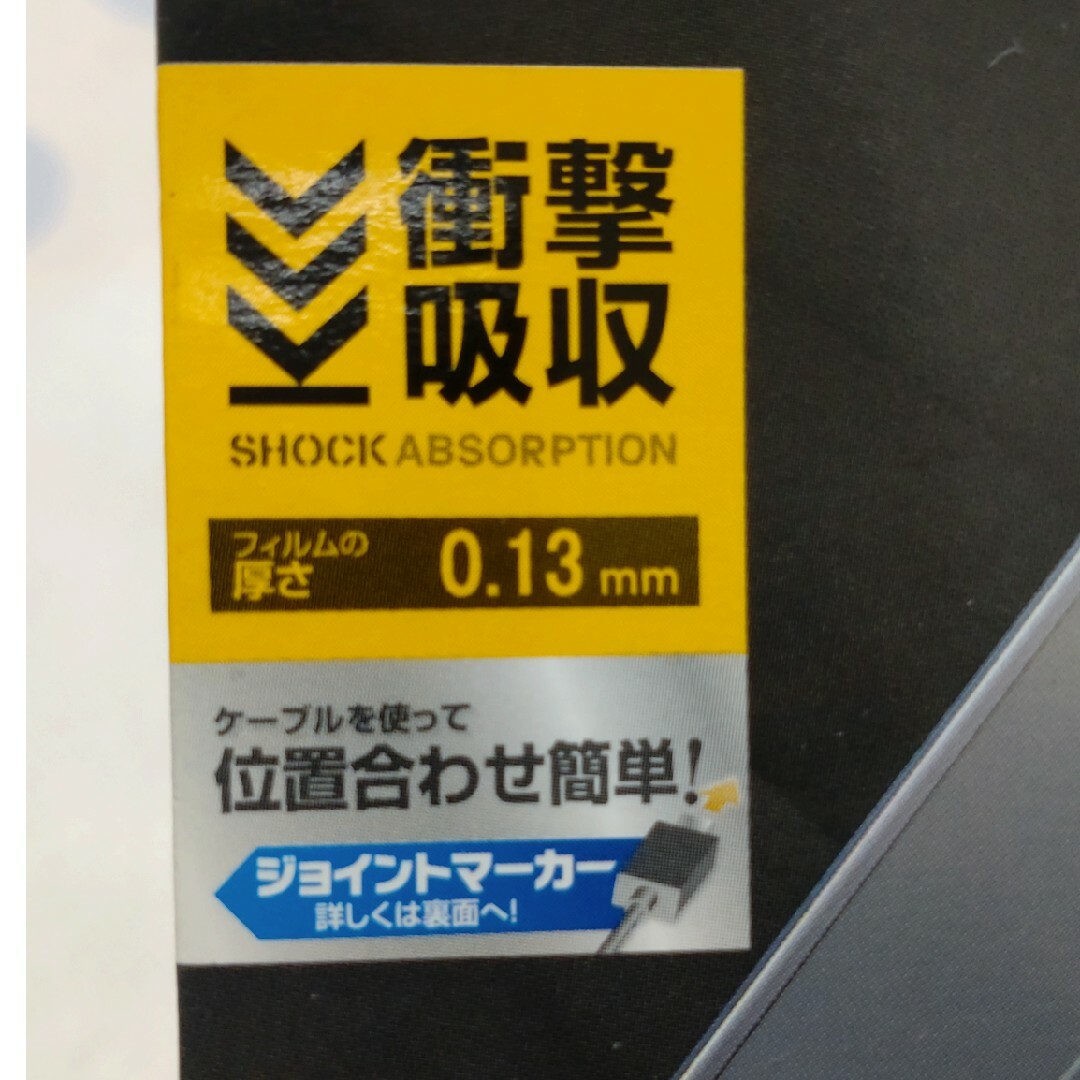 衝撃
吸収
SHOCK ABSORPTION
フィルムの
厚さ 0.13 mm
ケーブルを使って
位置合わせ簡単!
ジョイントマーカー
詳しくは裏面へ!